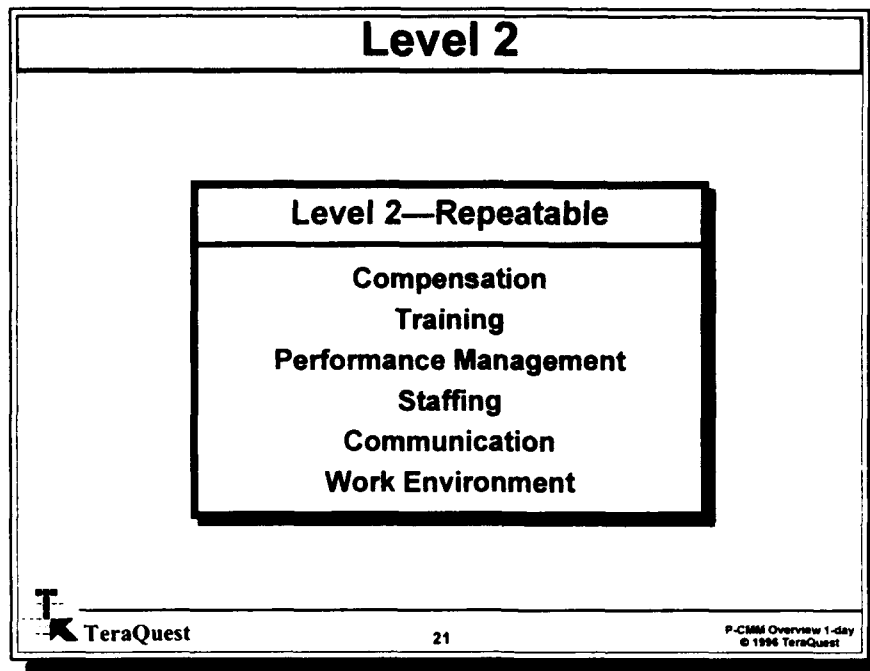 Level 2
Level 2—Repeatable
Compensation
Training
Performance Management
Staffing
Communication
Work Environment
TeraQuest
21
P-CMM Overview 1-day
© 1996 TeraQuest